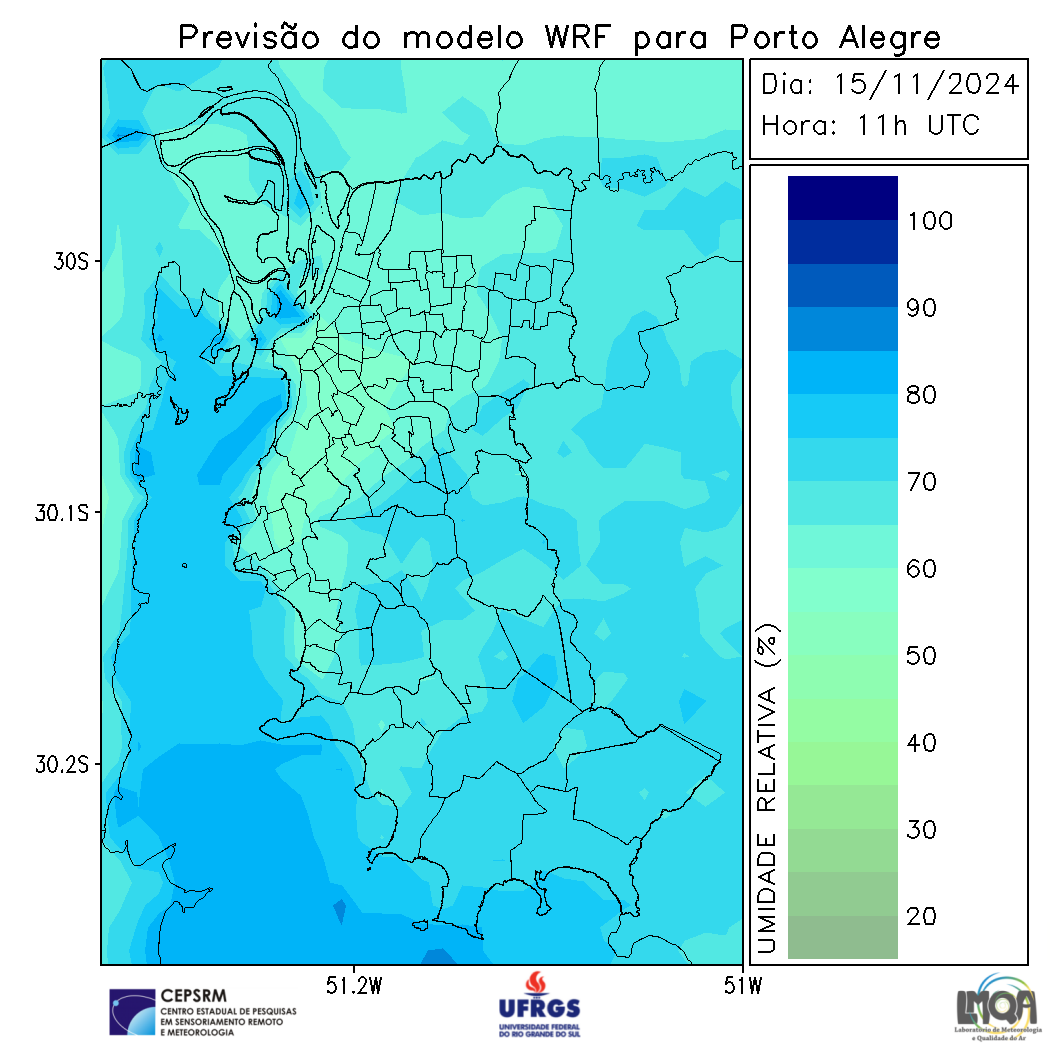 Previsão do modelo WRF para Porto Alegre
Dia: 15/11/2024
Hora: 11h UTC
30S
30.1S
30.2S
51.2W
51W
100
90
80
70
60
50
40
30
20
UMIDADE RELATIVA (%)
CEPSRM
CENTRO ESTADUAL DE PESQUISAS
EM SENSORIAMENTO REMOTO
E METEOROLOGIA
UFRGS
UNIVERSIDADE FEDERAL
DO RIO GRANDE DO SUL
LMQA
Laboratório de Meteorologia
e Qualidade do Ar